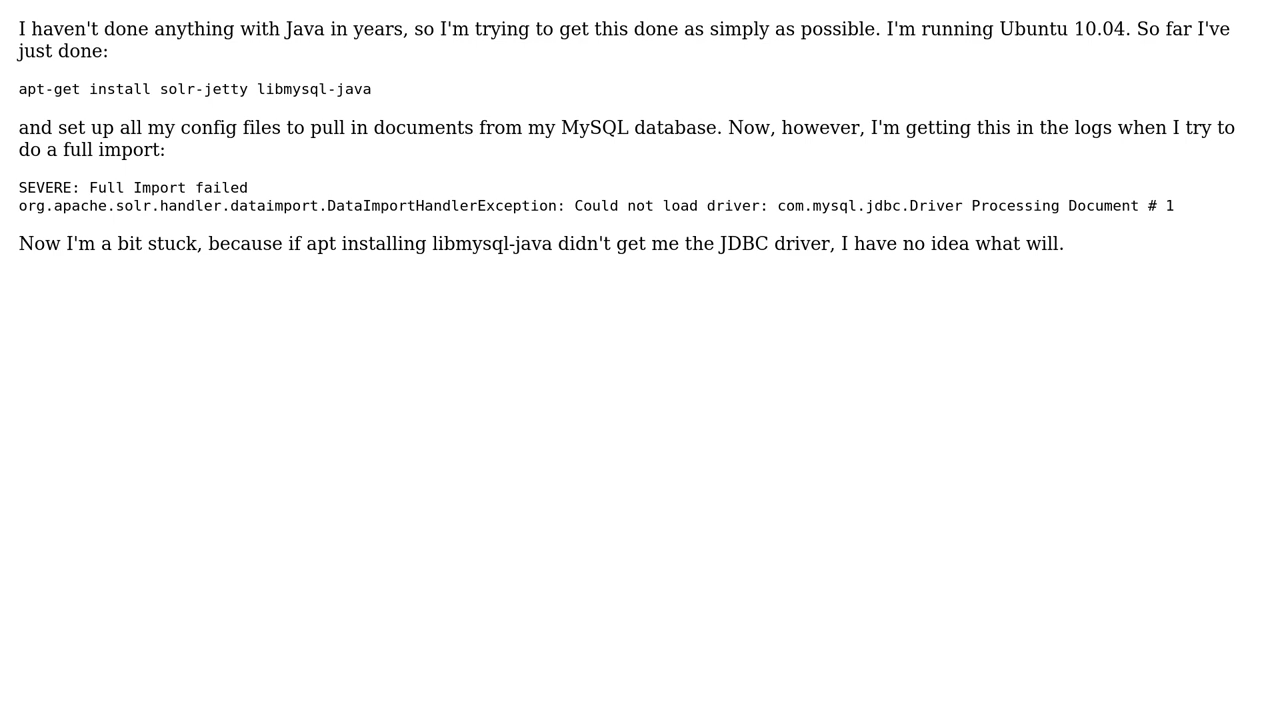 I haven't done anything with Java in years, so I'm trying to get this done as simply as possible. I'm running Ubuntu 10.04. So far I've
just done:
apt-get install solr-jetty libmysql-java
and set up all my config files to pull in documents from my MySQL database. Now, however, I'm getting this in the logs when I try to
do a full import:
SEVERE: Full Import failed
org.apache.solr.handler.dataimport.DataImportHandlerException: Could not load driver: com.mysql.jdbc.Driver Processing Document # 1
Now I'm a bit stuck, because if apt installing libmysql-java didn't get me the JDBC driver, I have no idea what will.